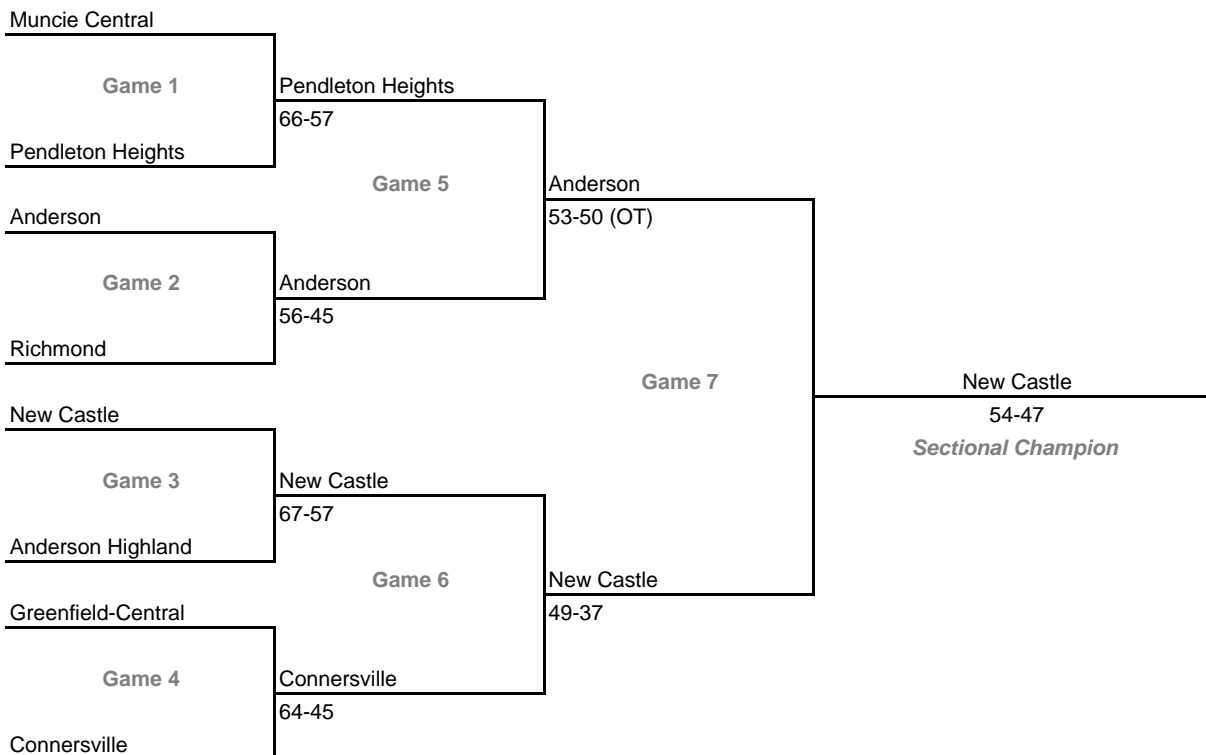 Muncie Central
Game 1
Pendleton Heights
66-57
Pendleton Heights
Game 5
Anderson
53-50 (OT)
Anderson
Game 2
Anderson
56-45
Richmond
Game 7
New Castle
54-47
Sectional Champion
New Castle
Game 3
New Castle
67-57
Anderson Highland
Game 6
New Castle
49-37
Greenfield-Central
Game 4
Connersville
64-45
Connersville